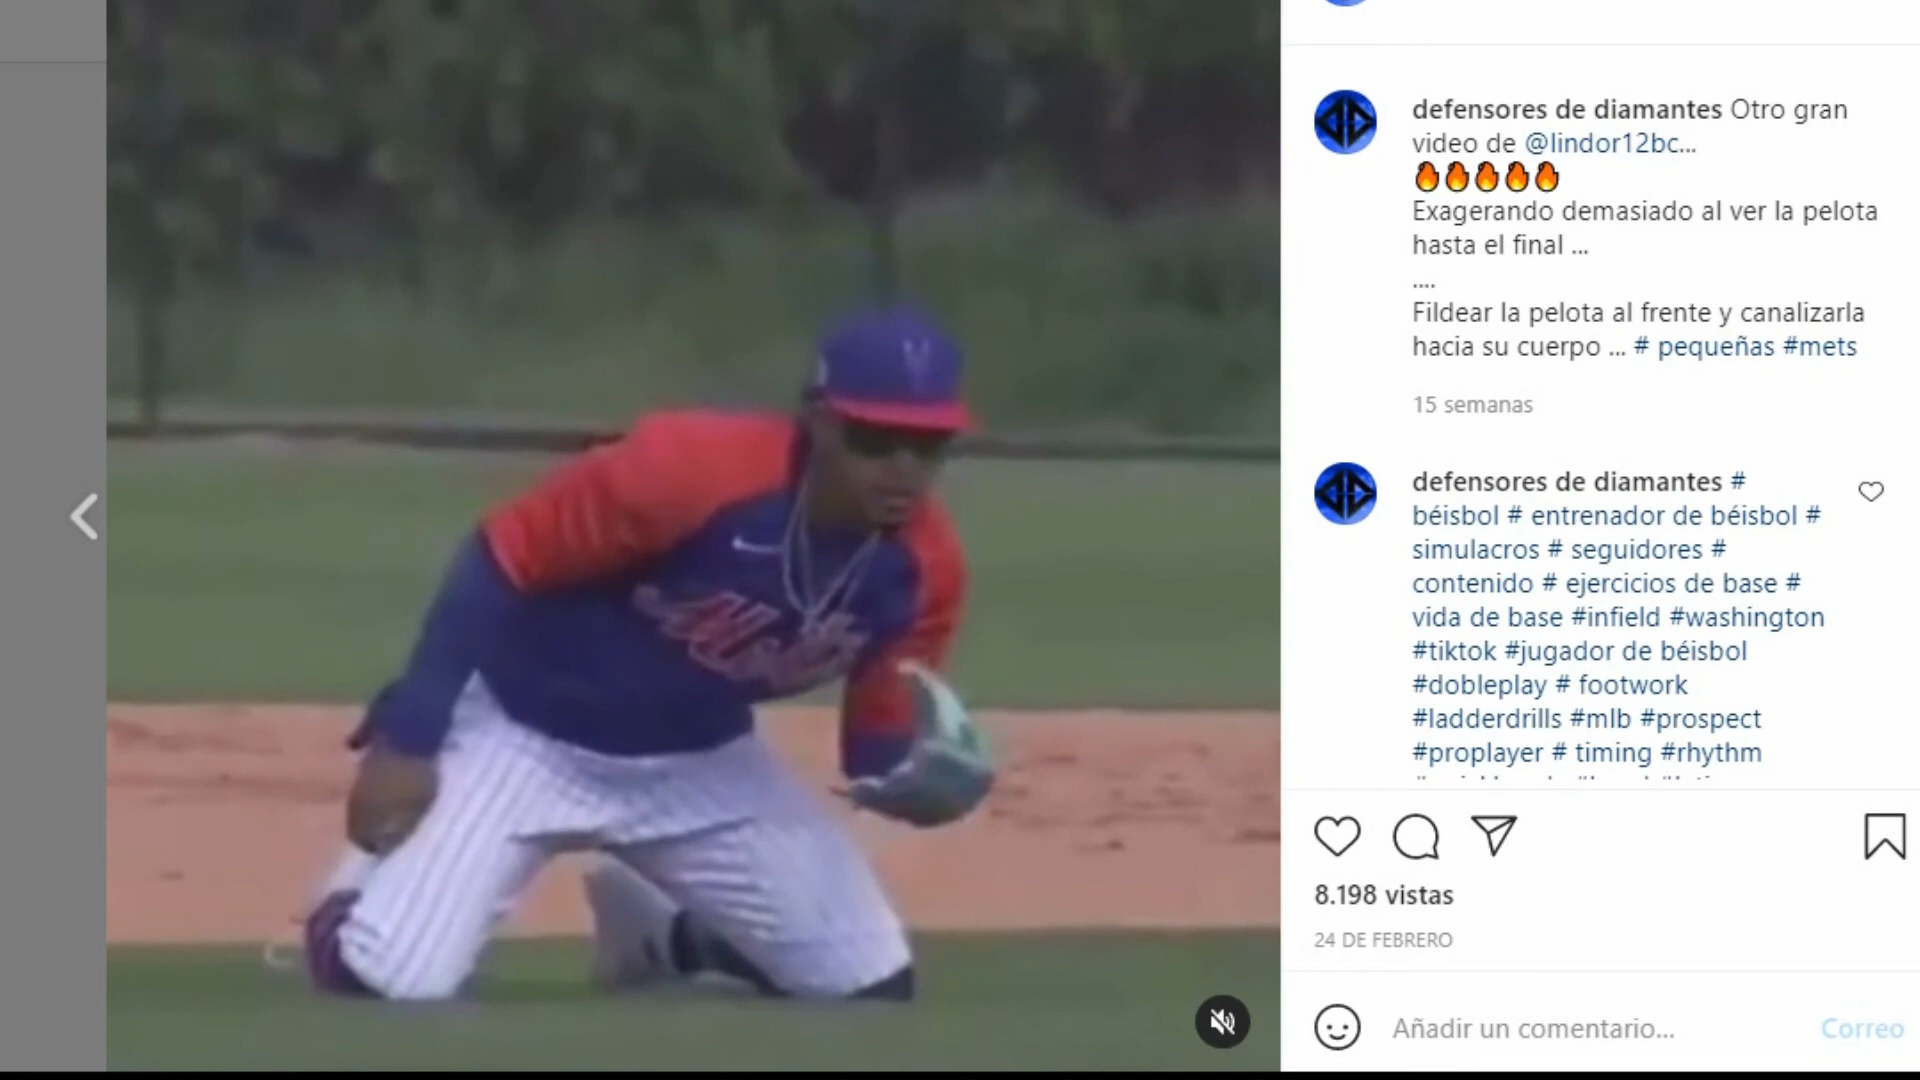 defensores de diamantes Otro gran
video de @lindor12bc...
🔥🔥🔥🔥🔥
Exagerando demasiado al ver la pelota
hasta el final ...
....
Fildear la pelota al frente y canalizarla
hacia su cuerpo ... # pequeñas #mets
15 semanas
defensores de diamantes #
béisbol # entrenador de béisbol #
simulacros # seguidores #
contenido # ejercicios de base #
vida de base #infield #washington
#tiktok #jugador de béisbol
#dobleplay # footwork
#ladderdrills #mlb #prospect
#proplayer # timing #rhythm
8.198 vistas
24 DE FEBRERO
Añadir un comentario...
Correo
Mets